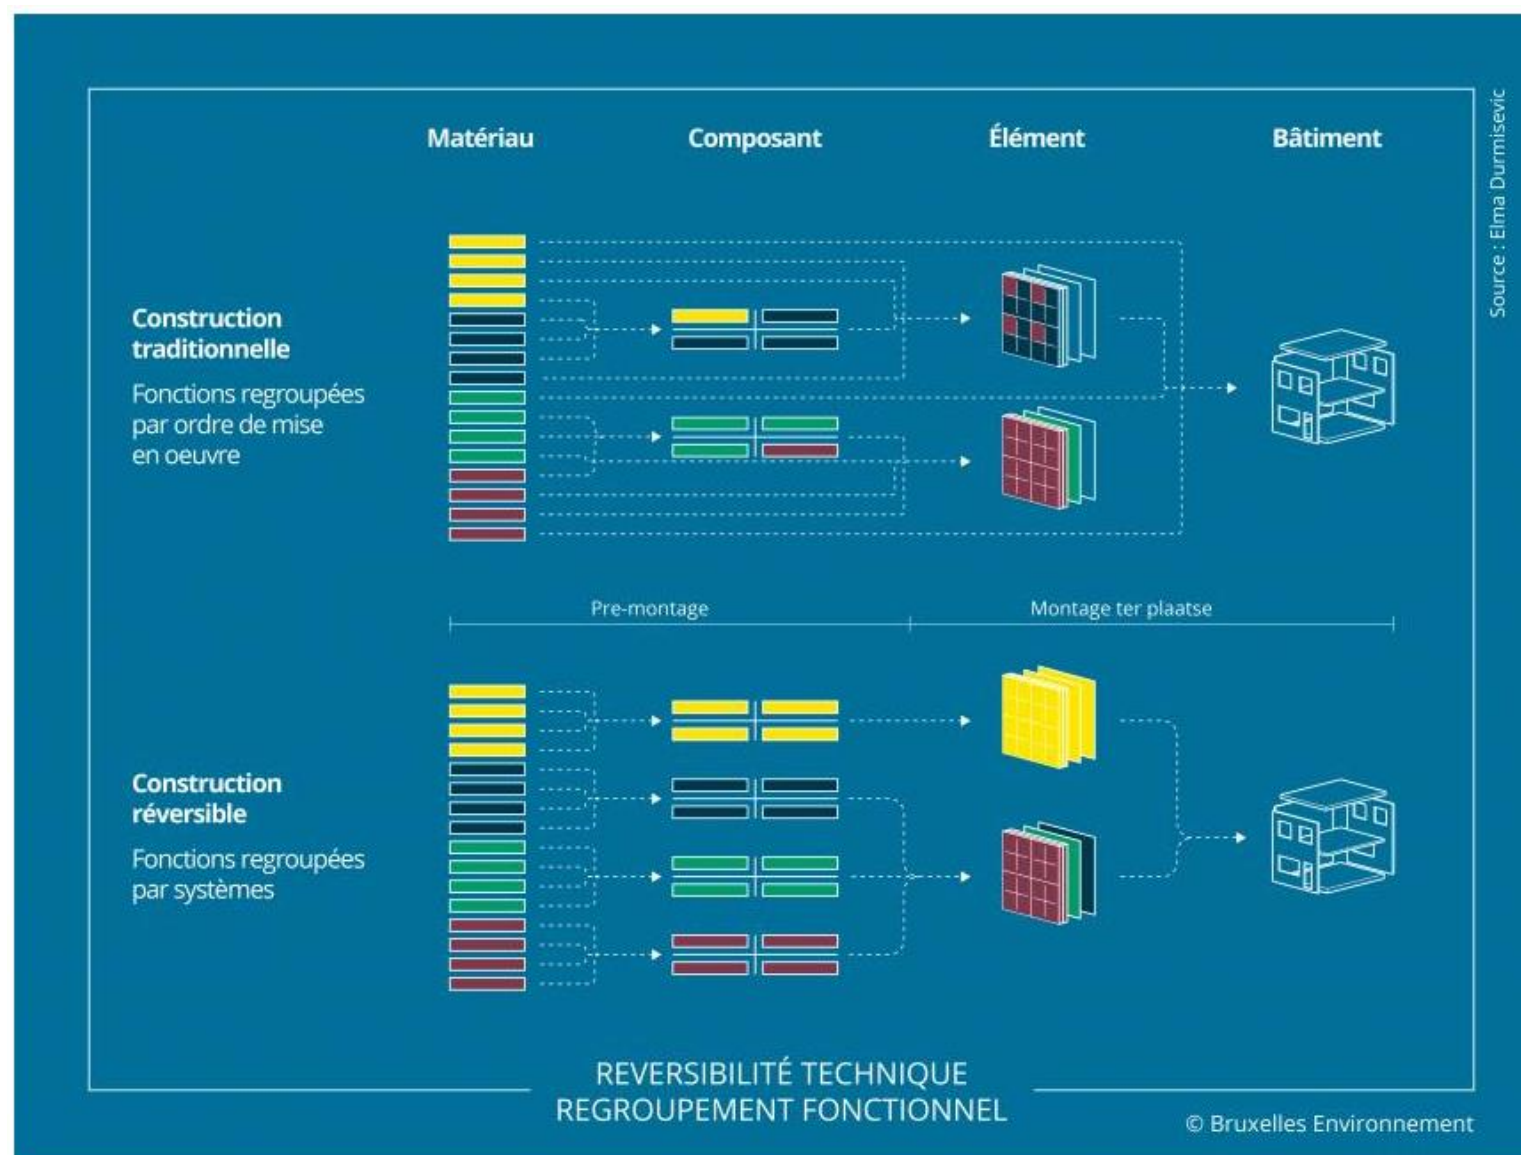 Matériau
Composant
Élément
Bâtiment
Source : Elma Durmisevic
Construction
traditionnelle
Fonctions regroupées
par ordre de mise
en oeuvre
Pre-montage
Montage ter plaatse
Construction
réversible
Fonctions regroupées
par systèmes
REVERSIBILITÉ TECHNIQUE
REGROUPEMENT FONCTIONNEL
© Bruxelles Environnement